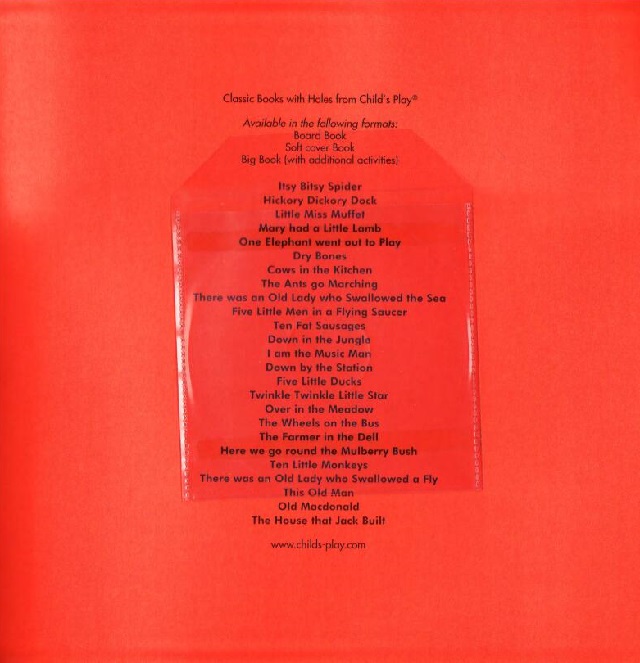 Classic Books with Holes from Child's Play®
Available in the following formats:
Board Book
Soft cover Book
Big Book (with additional activities)
Itsy Bitsy Spider
Hickory Dickory Dock
Little Miss Muffet
Mary had a Little Lamb
One Elephant went out to Play
Dry Bones
Cows in the Kitchen
The Ants go Marching
There was an Old Lady who Swallowed the Sea
Five Little Men in a Flying Saucer
Ten Fat Sausages
Down in the Jungle
I am the Music Man
Down by the Station
Five Little Ducks
Twinkle Twinkle Little Star
Over in the Meadow
The Wheels on the Bus
The Farmer in the Dell
Here we go round the Mulberry Bush
Ten Little Monkeys
There was an Old Lady who Swallowed a Fly
This Old Man
Old Macdonald
The House that Jack Built
www.childs-play.com